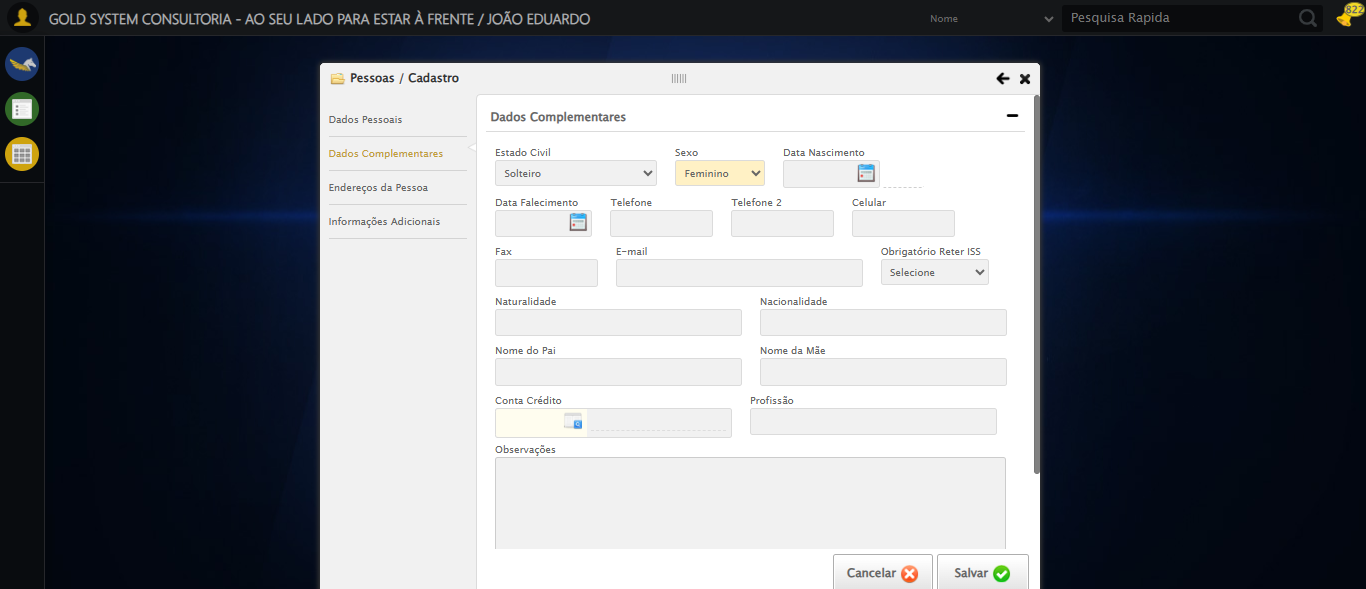 GOLD SYSTEM CONSULTORIA - AO SEU LADO PARA ESTAR À FRENTE / JOÃO EDUARDO
Nome
Pesquisa Rapida
822
Pessoas / Cadastro
Dados Pessoais
Dados Complementares
Endereços da Pessoa
Informações Adicionais
Dados Complementares
Estado Civil Sexo Data Nascimento
Solteiro Feminino
Data Falecimento Telefone Telefone 2 Celular
Fax E-mail Obrigatório Reter ISS
Selecione
Naturalidade Nacionalidade
Nome do Pai Nome da Mãe
Conta Crédito Profissão
Observações
Cancelar Salvar